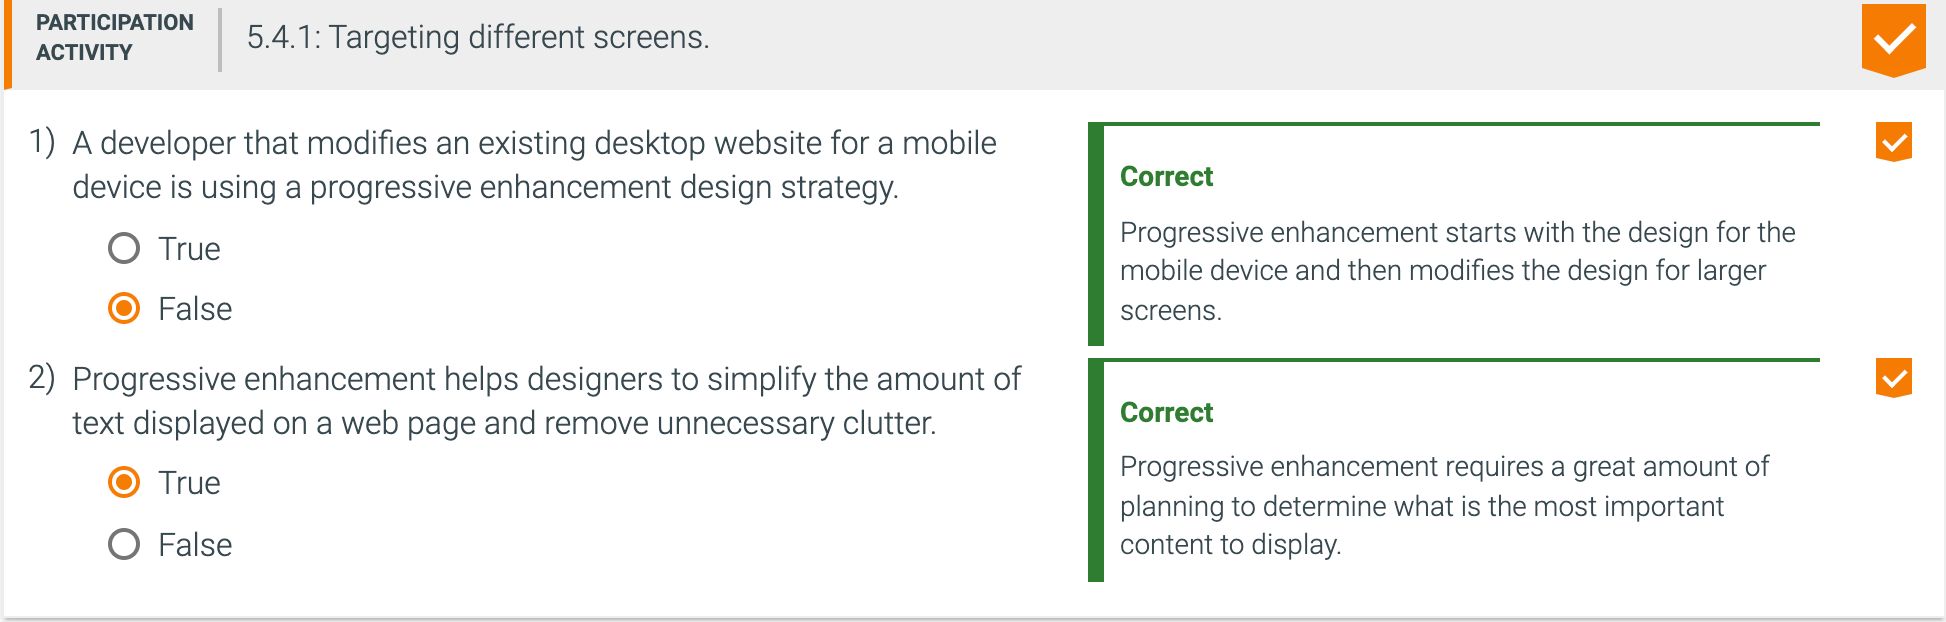 PARTICIPATION
ACTIVITY
5.4.1: Targeting different screens.
1) A developer that modifies an existing desktop website for a mobile
device is using a progressive enhancement design strategy.
True
False
Correct
Progressive enhancement starts with the design for the
mobile device and then modifies the design for larger
screens.
2) Progressive enhancement helps designers to simplify the amount of
text displayed on a web page and remove unnecessary clutter.
True
False
Correct
Progressive enhancement requires a great amount of
planning to determine what is the most important
content to display.